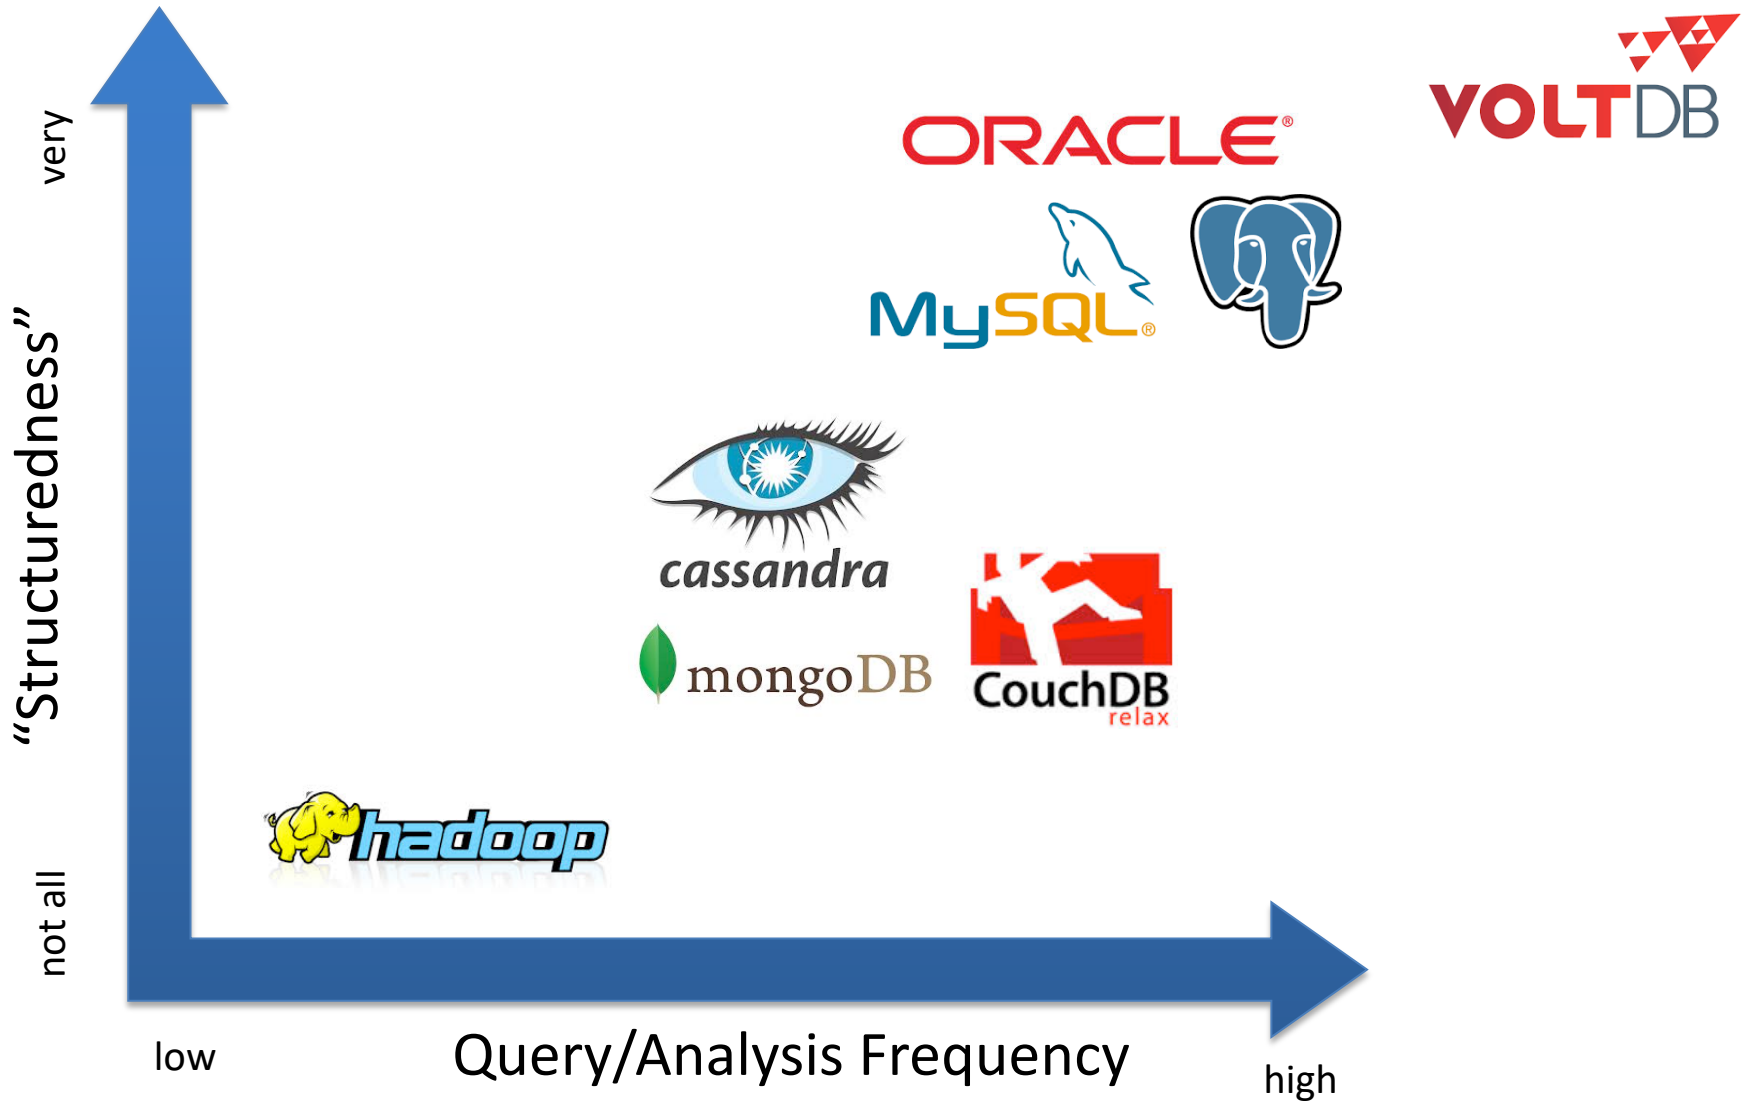 very
VOLTDB
ORACLE®
MySQL®
"Structuredness"
cassandra
mongoDB
CouchDB
relax
hadoop
not all
low
Query/Analysis Frequency
high